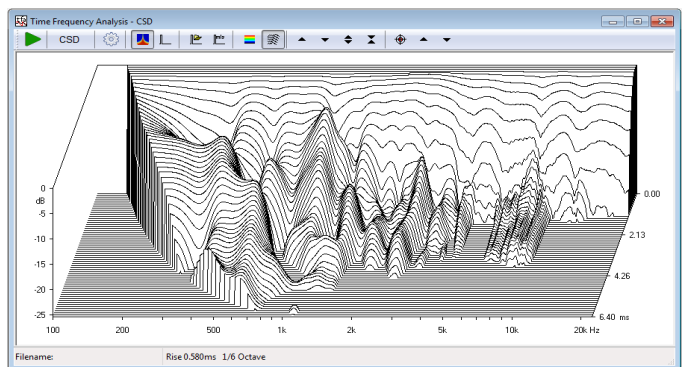 Time Frequency Analysis - CSD
CSD
0
dB
-5
-10
-15
-20
-25
0.00
2.13
4.26
6.40 ms
100 200 500 1k 2k 5k 10k 20k Hz
Filename: Rise 0.580ms 1/6 Octave